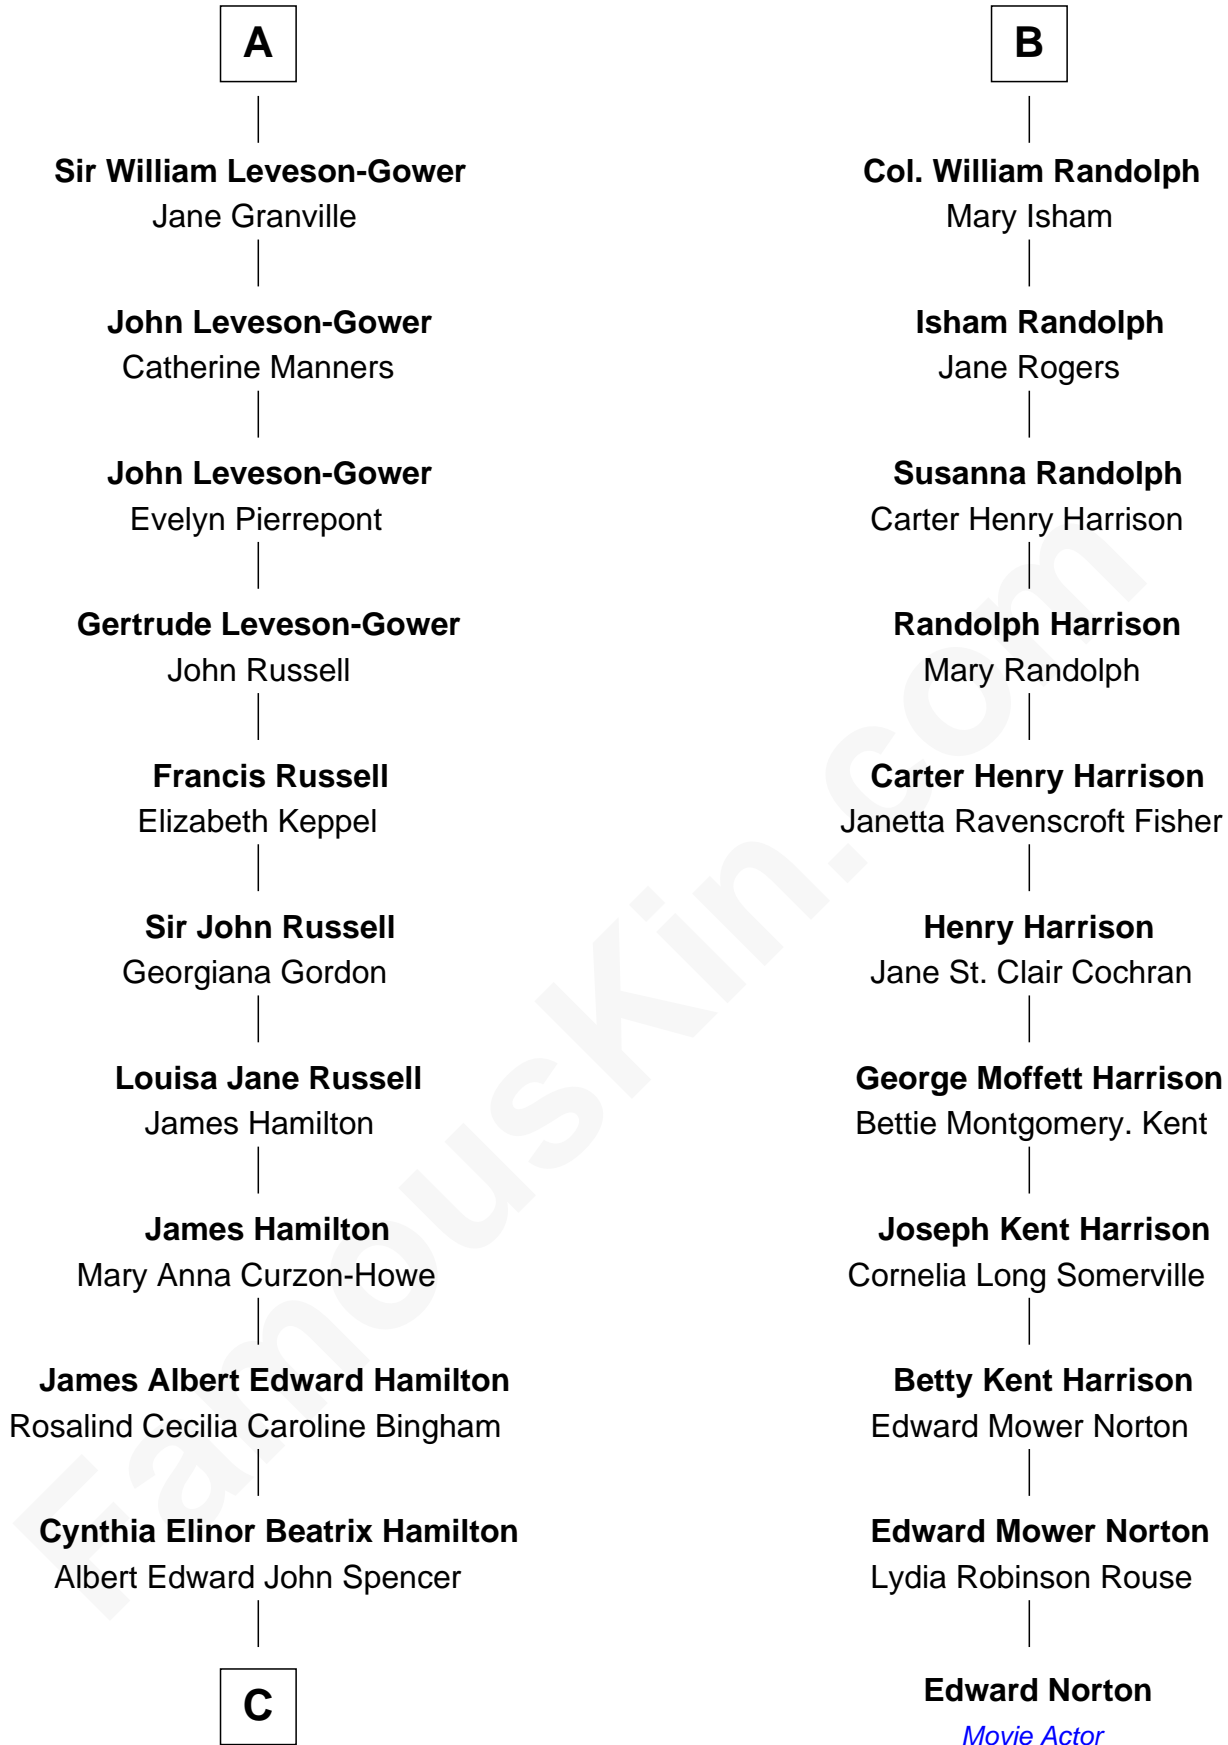 A
Sir William Leveson-Gower
Jane Granville
John Leveson-Gower
Catherine Manners
John Leveson-Gower
Evelyn Pierrepont
Gertrude Leveson-Gower
John Russell
Francis Russell
Elizabeth Keppel
Sir John Russell
Georgiana Gordon
Louisa Jane Russell
James Hamilton
James Hamilton
Mary Anna Curzon-Howe
James Albert Edward Hamilton
Rosalind Cecilia Caroline Bingham
Cynthia Elinor Beatrix Hamilton
Albert Edward John Spencer
C
B
Col. William Randolph
Mary Isham
Isham Randolph
Jane Rogers
Susanna Randolph
Carter Henry Harrison
Randolph Harrison
Mary Randolph
Carter Henry Harrison
Janetta Ravenscroft Fisher
Henry Harrison
Jane St. Clair Cochran
George Moffett Harrison
Bettie Montgomery. Kent
Joseph Kent Harrison
Cornelia Long Somerville
Betty Kent Harrison
Edward Mower Norton
Edward Mower Norton
Lydia Robinson Rouse
Edward Norton
Movie Actor
FamousKin.com